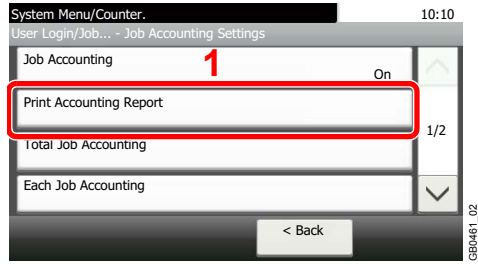 System Menu/Counter.
10:10
User Login/Job... - Job Accounting Settings
Job Accounting
1
On
Print Accounting Report
1/2
Total Job Accounting
Each Job Accounting
< Back
GB0461_02